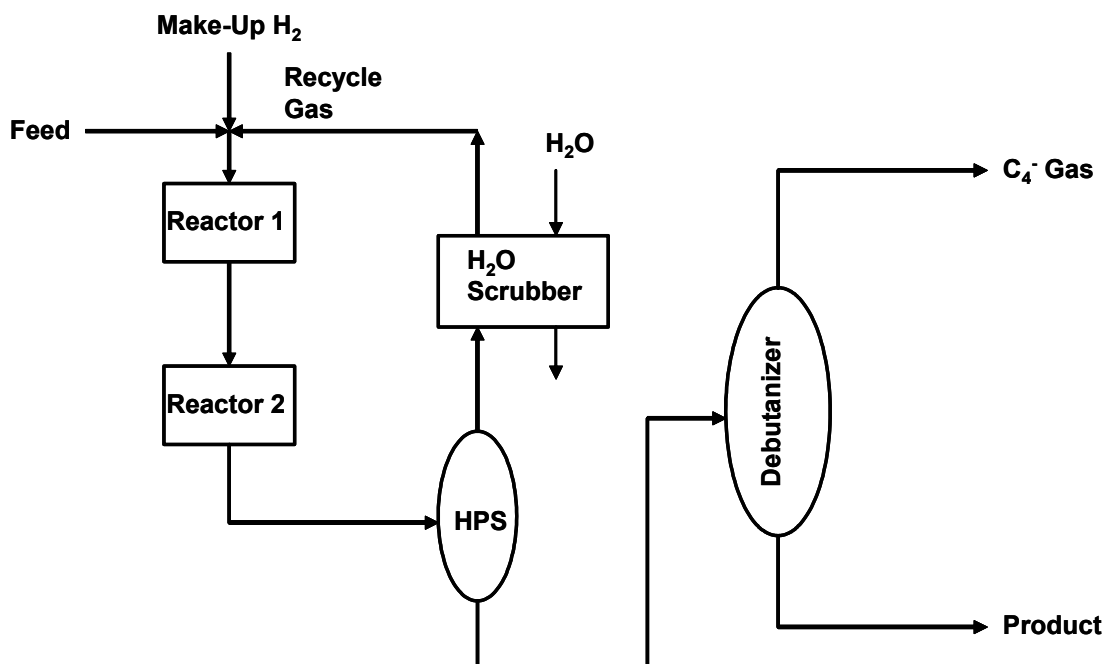 Make-Up H₂
Recycle
Gas
Feed
H₂O
C₄⁻ Gas
Reactor 1
H₂O
Scrubber
Reactor 2
Debutanizer
HPS
Product